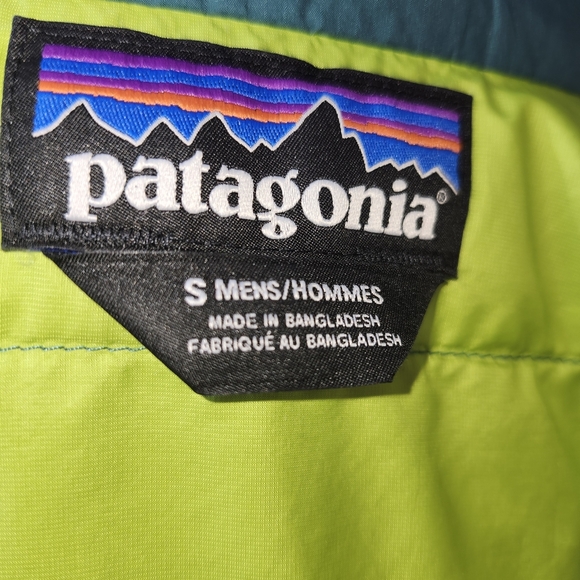 patagonia®
S MENS/HOMMES
MADE IN BANGLADESH
FABRIQUÉ AU BANGLADESH